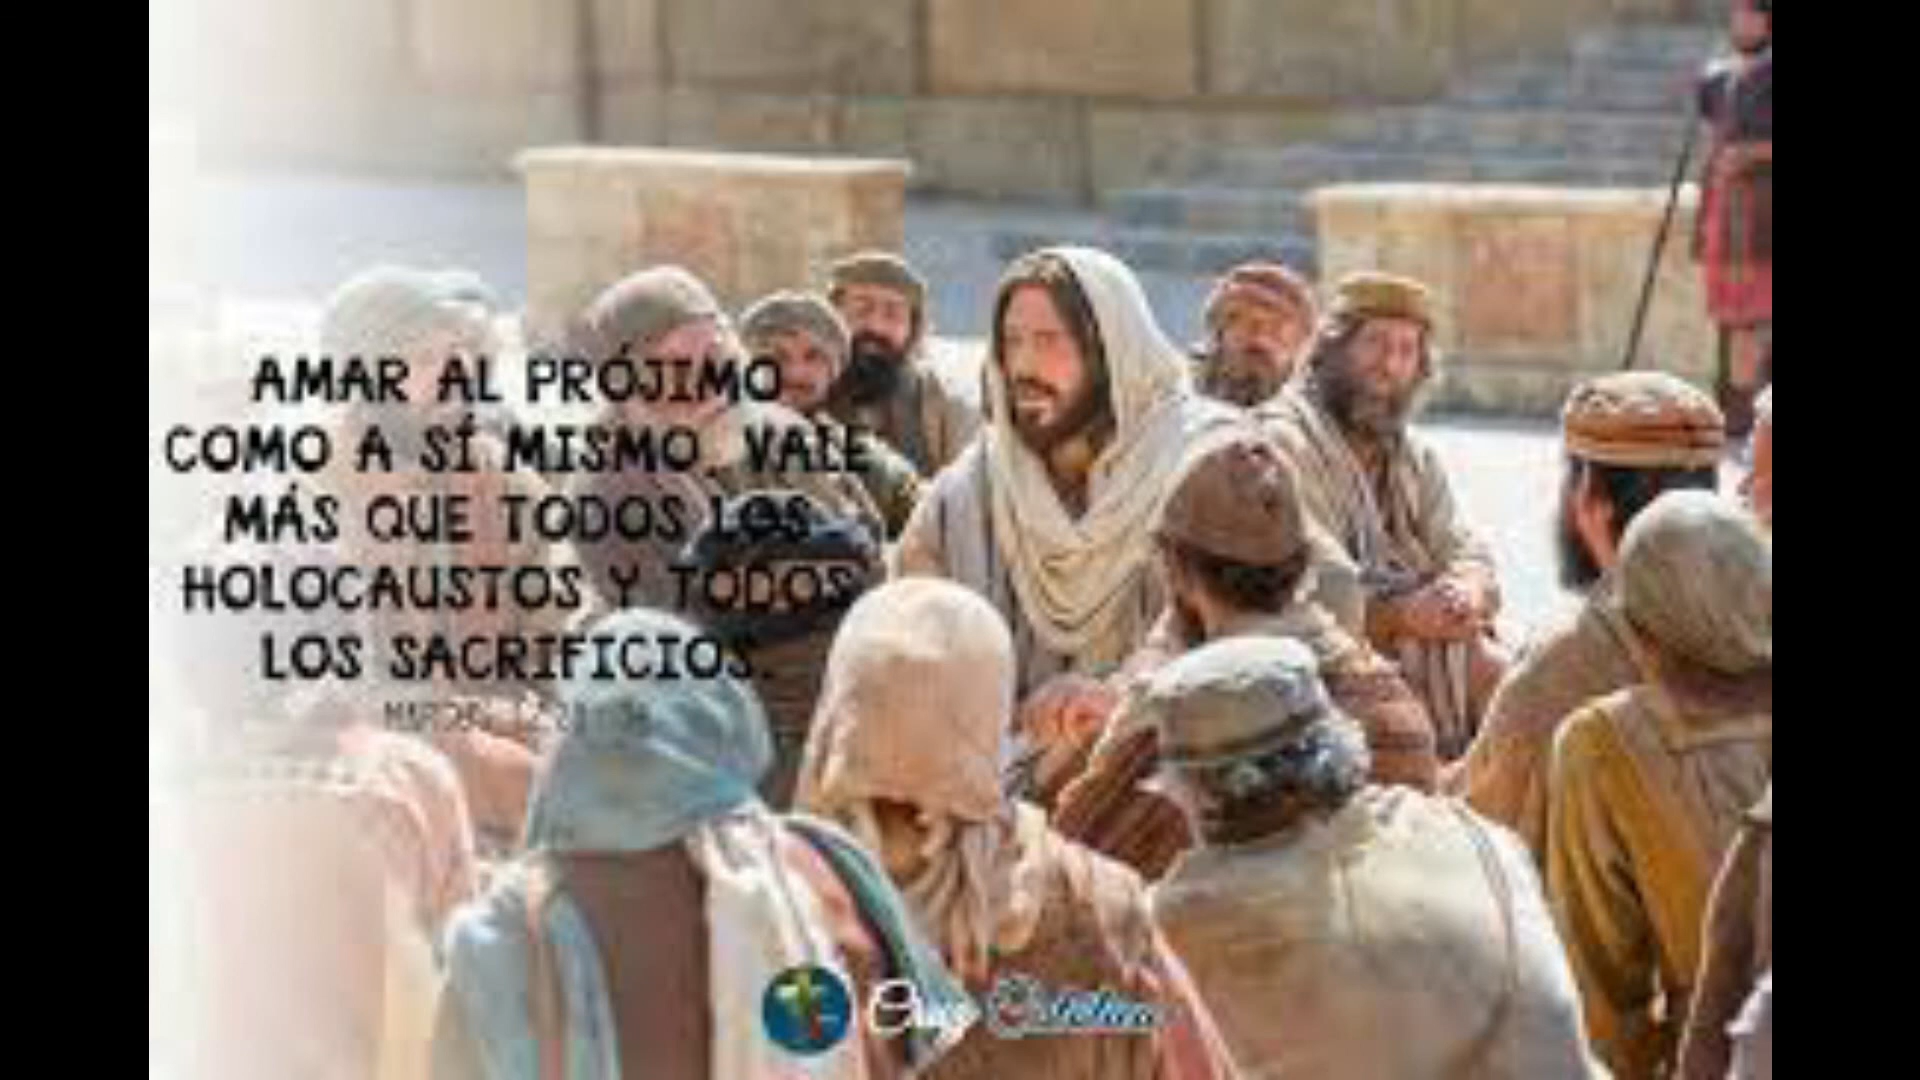 AMAR AL PRÓJIMO
COMO A SÍ MISMO, VALE
MÁS QUE TODOS LOS
HOLOCAUSTOS Y TODOS
LOS SACRIFICIOS.